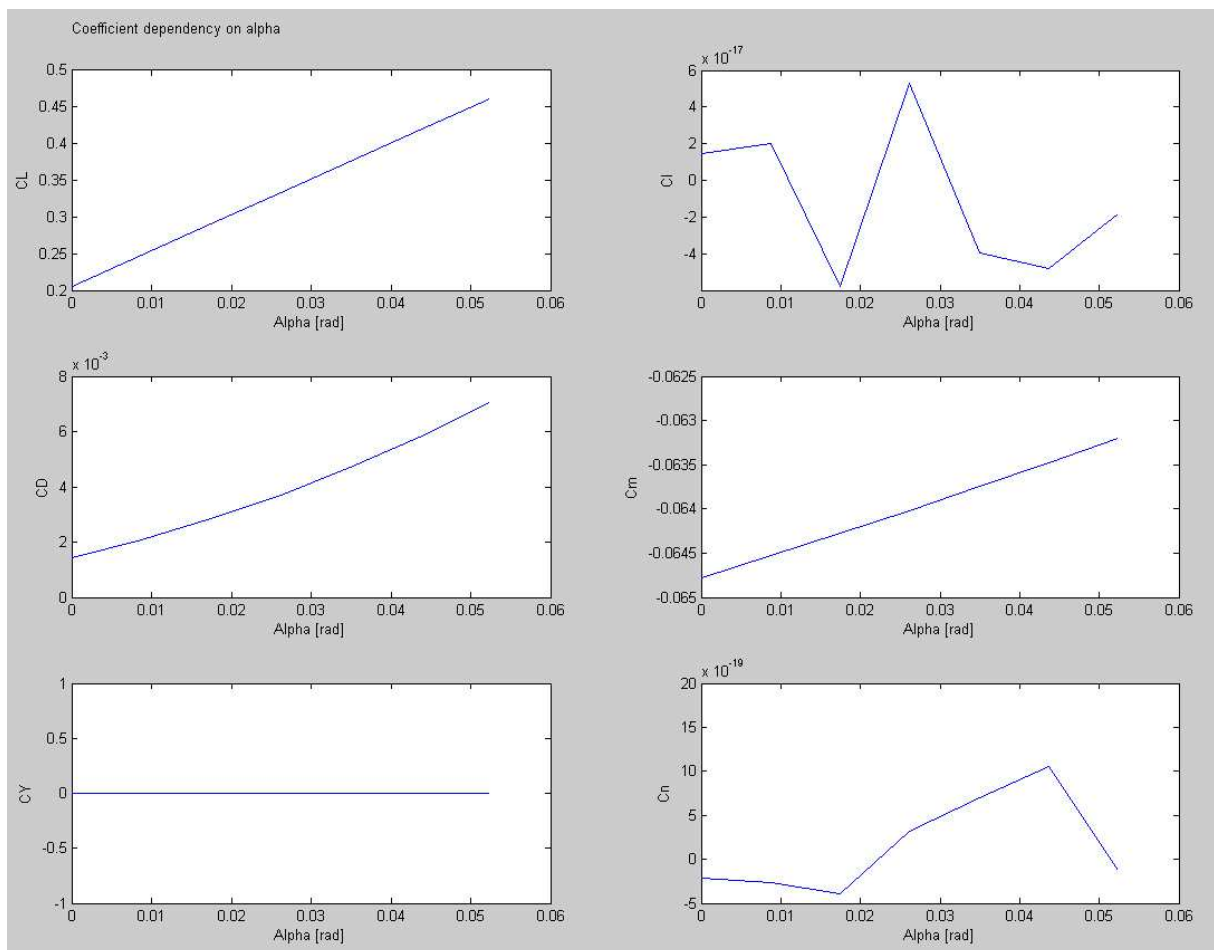 Coefficient dependency on alpha
0.5
0.45
0.4
0.35
0.3
0.25
0.2
CL
0 0.01 0.02 0.03 0.04 0.05 0.06
Alpha [rad]
x 10^-17
6
4
2
0
-2
-4
Cl
0 0.01 0.02 0.03 0.04 0.05 0.06
Alpha [rad]
x 10^-3
8
6
4
2
0
CD
0 0.01 0.02 0.03 0.04 0.05 0.06
Alpha [rad]
-0.0625
-0.063
-0.0635
-0.064
-0.0645
-0.065
Cm
0 0.01 0.02 0.03 0.04 0.05 0.06
Alpha [rad]
1
0.5
0
-0.5
-1
CY
0 0.01 0.02 0.03 0.04 0.05 0.06
Alpha [rad]
x 10^-19
20
15
10
5
0
-5
Cn
0 0.01 0.02 0.03 0.04 0.05 0.06
Alpha [rad]